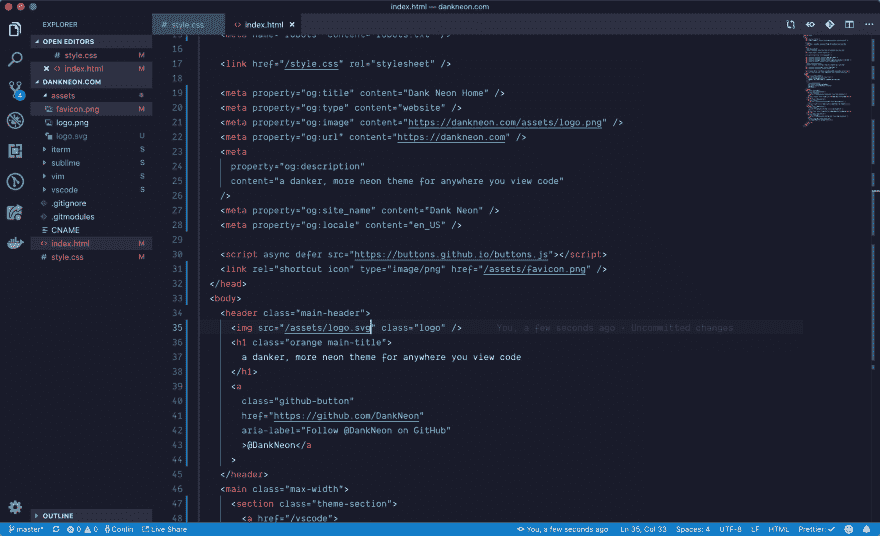 index.html — dankneon.com
EXPLORER
OPEN EDITORS
# style.css M
index.html M
DANKNEON.COM
assets
favicon.png M
logo.png
logo.svg U
iterm S
sublime S
vim S
vscode S
.gitignore
.gitmodules
CNAME
<> index.html M
# style.css M
OUTLINE
# style.css
<> index.html ×
15 <meta name="robots" content="robots.txt" />
16
17 <link href="/style.css" rel="stylesheet" />
18
19 <meta property="og:title" content="Dank Neon Home" />
20 <meta property="og:type" content="website" />
21 <meta property="og:image" content="https://dankneon.com/assets/logo.png" />
22 <meta property="og:url" content="https://dankneon.com" />
23 <meta
24 property="og:description"
25 content="a danker, more neon theme for anywhere you view code"
26 />
27 <meta property="og:site_name" content="Dank Neon" />
28 <meta property="og:locale" content="en_US" />
29
30 <script async defer src="https://buttons.github.io/buttons.js"></script>
31 <link rel="shortcut icon" type="image/png" href="/assets/favicon.png" />
32 </head>
33 <body>
34 <header class="main-header">
35 <img src="/assets/logo.svg" class="logo" /> You, a few seconds ago • Uncommitted changes
36 <h1 class="orange main-title">
37 a danker, more neon theme for anywhere you view code
38 </h1>
39 <a
40 class="github-button"
41 href="https://github.com/DankNeon"
42 aria-label="Follow @DankNeon on GitHub"
43 >@DankNeon</a
44 >
45 </header>
46 <main class="max-width">
47 <section class="theme-section">
48 <a href="/vscode">
master* 0 0 Conlin Live Share You, a few seconds ago Ln 35, Col 33 Spaces: 4 UTF-8 LF HTML Prettier: ✓